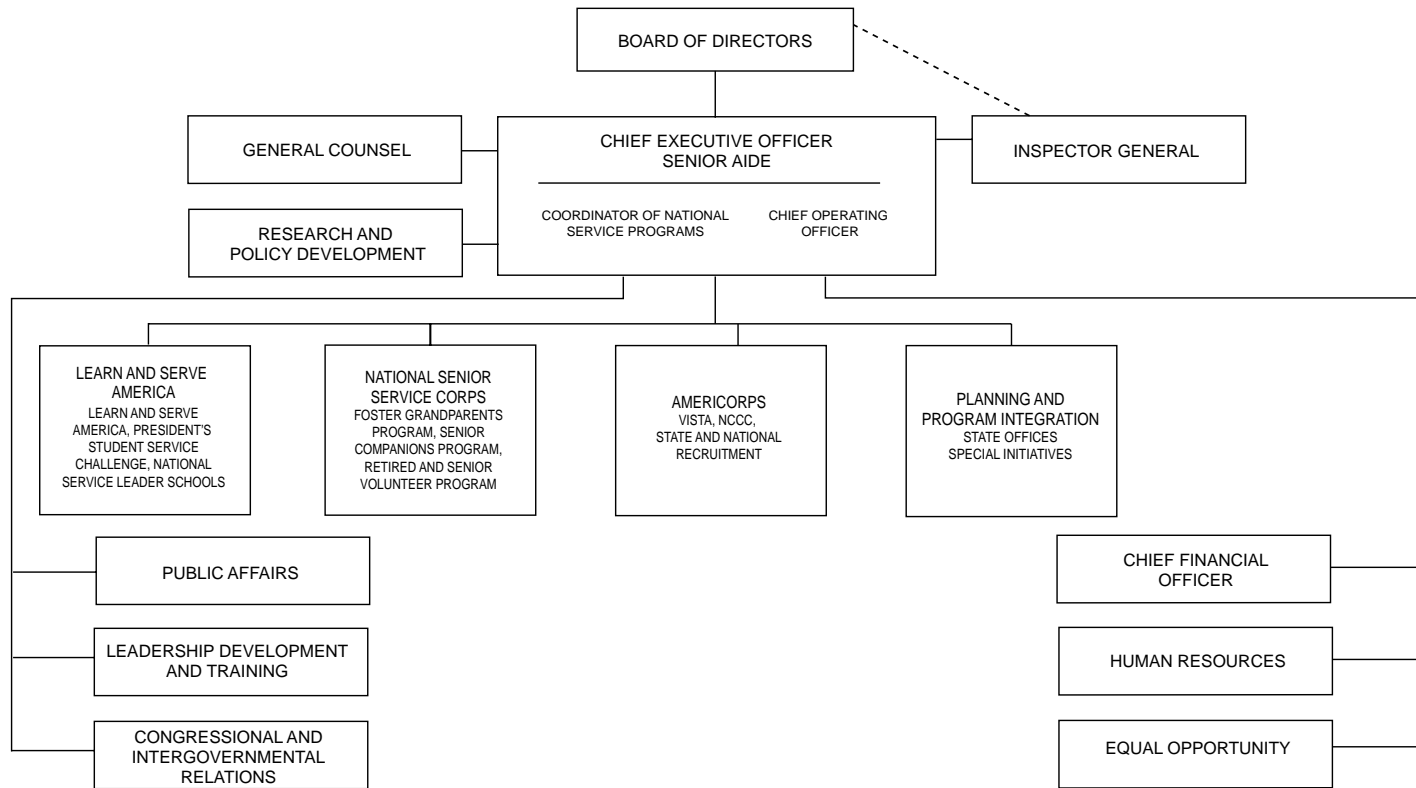 BOARD OF DIRECTORS
GENERAL COUNSEL
CHIEF EXECUTIVE OFFICER
SENIOR AIDE
INSPECTOR GENERAL
COORDINATOR OF NATIONAL
SERVICE PROGRAMS
CHIEF OPERATING
OFFICER
RESEARCH AND
POLICY DEVELOPMENT
LEARN AND SERVE
AMERICA
LEARN AND SERVE
AMERICA, PRESIDENT'S
STUDENT SERVICE
CHALLENGE, NATIONAL
SERVICE LEADER SCHOOLS
NATIONAL SENIOR
SERVICE CORPS
FOSTER GRANDPARENTS
PROGRAM, SENIOR
COMPANIONS PROGRAM,
RETIRED AND SENIOR
VOLUNTEER PROGRAM
AMERICORPS
VISTA, NCCC,
STATE AND NATIONAL
RECRUITMENT
PLANNING AND
PROGRAM INTEGRATION
STATE OFFICES
SPECIAL INITIATIVES
PUBLIC AFFAIRS
CHIEF FINANCIAL
OFFICER
LEADERSHIP DEVELOPMENT
AND TRAINING
HUMAN RESOURCES
CONGRESSIONAL AND
INTERGOVERNMENTAL
RELATIONS
EQUAL OPPORTUNITY